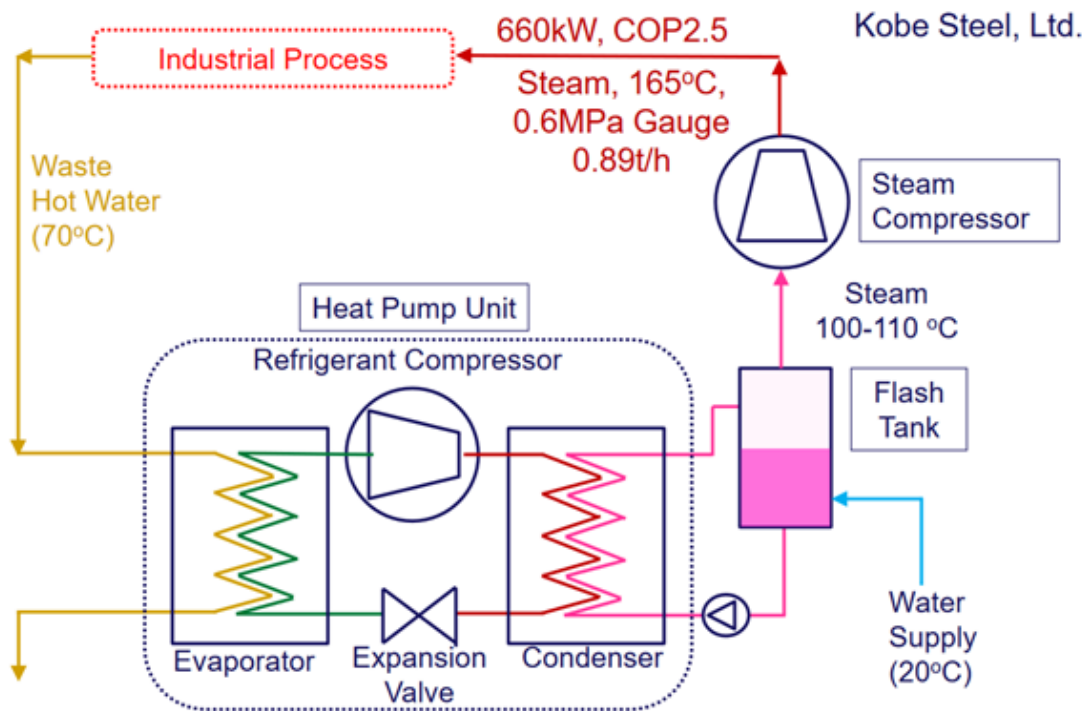 Kobe Steel, Ltd.
660kW, COP2.5
Industrial Process
Steam, 165°C,
0.6MPa Gauge
0.89t/h
Waste
Hot Water
(70°C)
Steam
Compressor
Steam
100-110 °C
Heat Pump Unit
Refrigerant Compressor
Flash
Tank
Water
Supply
(20°C)
Evaporator
Expansion
Valve
Condenser